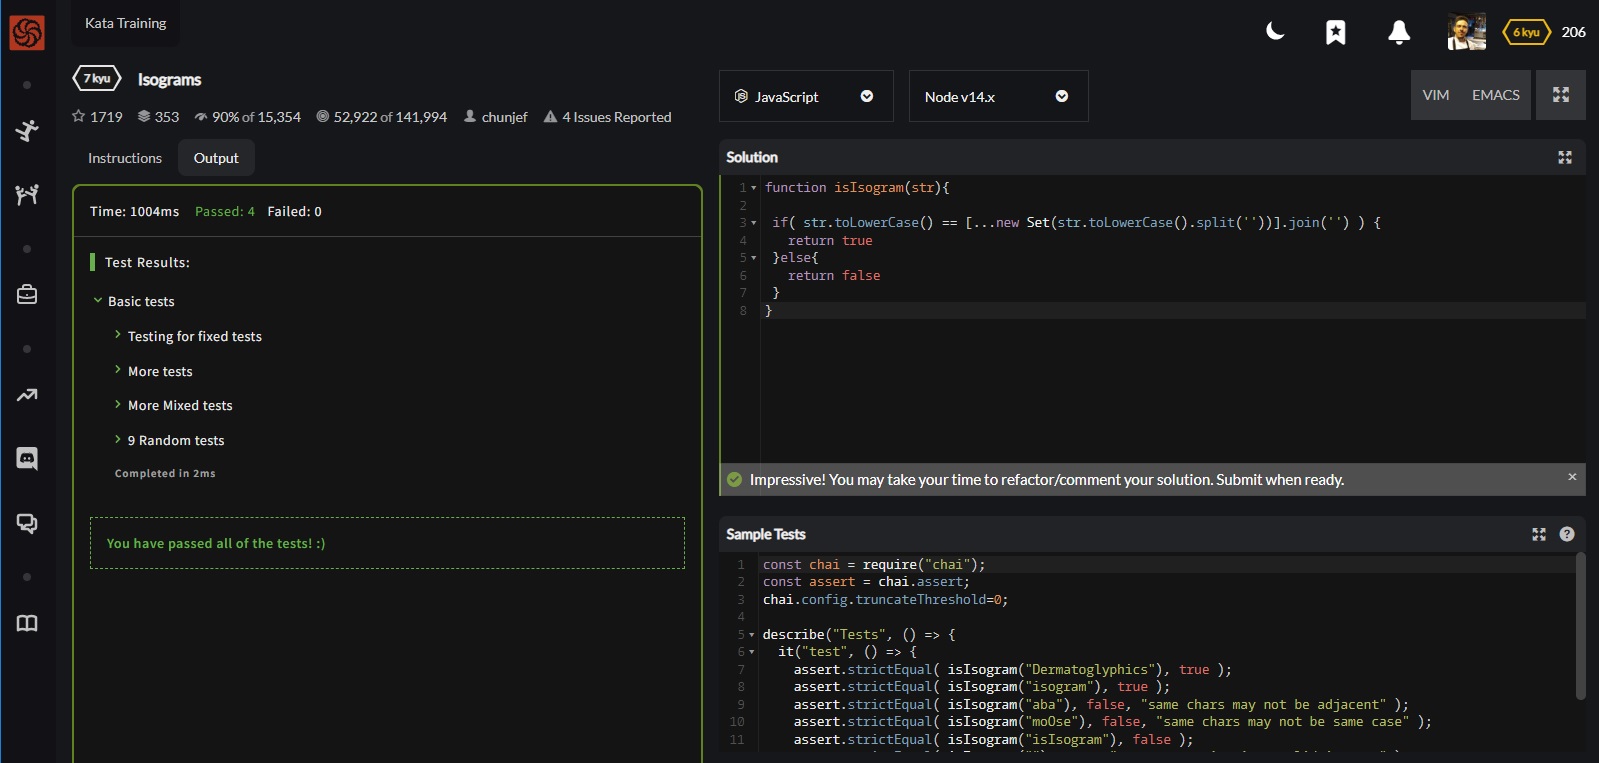 Kata Training
6 kyu 206
7 kyu Isograms
1719 353 90% of 15,354 52,922 of 141,994 chunjef 4 Issues Reported
Instructions Output
Time: 1004ms Passed: 4 Failed: 0
Test Results:
Basic tests
Testing for fixed tests
More tests
More Mixed tests
9 Random tests
Completed in 2ms
You have passed all of the tests! :)
JavaScript Node v14.x VIM EMACS
Solution
1 function isIsogram(str){
2
3 if( str.toLowerCase() == [...new Set(str.toLowerCase().split(''))].join('') ) {
4 return true
5 }else{
6 return false
7 }
8 }
Impressive! You may take your time to refactor/comment your solution. Submit when ready. ×
Sample Tests
1 const chai = require("chai");
2 const assert = chai.assert;
3 chai.config.truncateThreshold=0;
4
5 describe("Tests", () => {
6 it("test", () => {
7 assert.strictEqual( isIsogram("Dermatoglyphics"), true );
8 assert.strictEqual( isIsogram("isogram"), true );
9 assert.strictEqual( isIsogram("aba"), false, "same chars may not be adjacent" );
10 assert.strictEqual( isIsogram("moOse"), false, "same chars may not be same case" );
11 assert.strictEqual( isIsogram("isIsogram"), false );